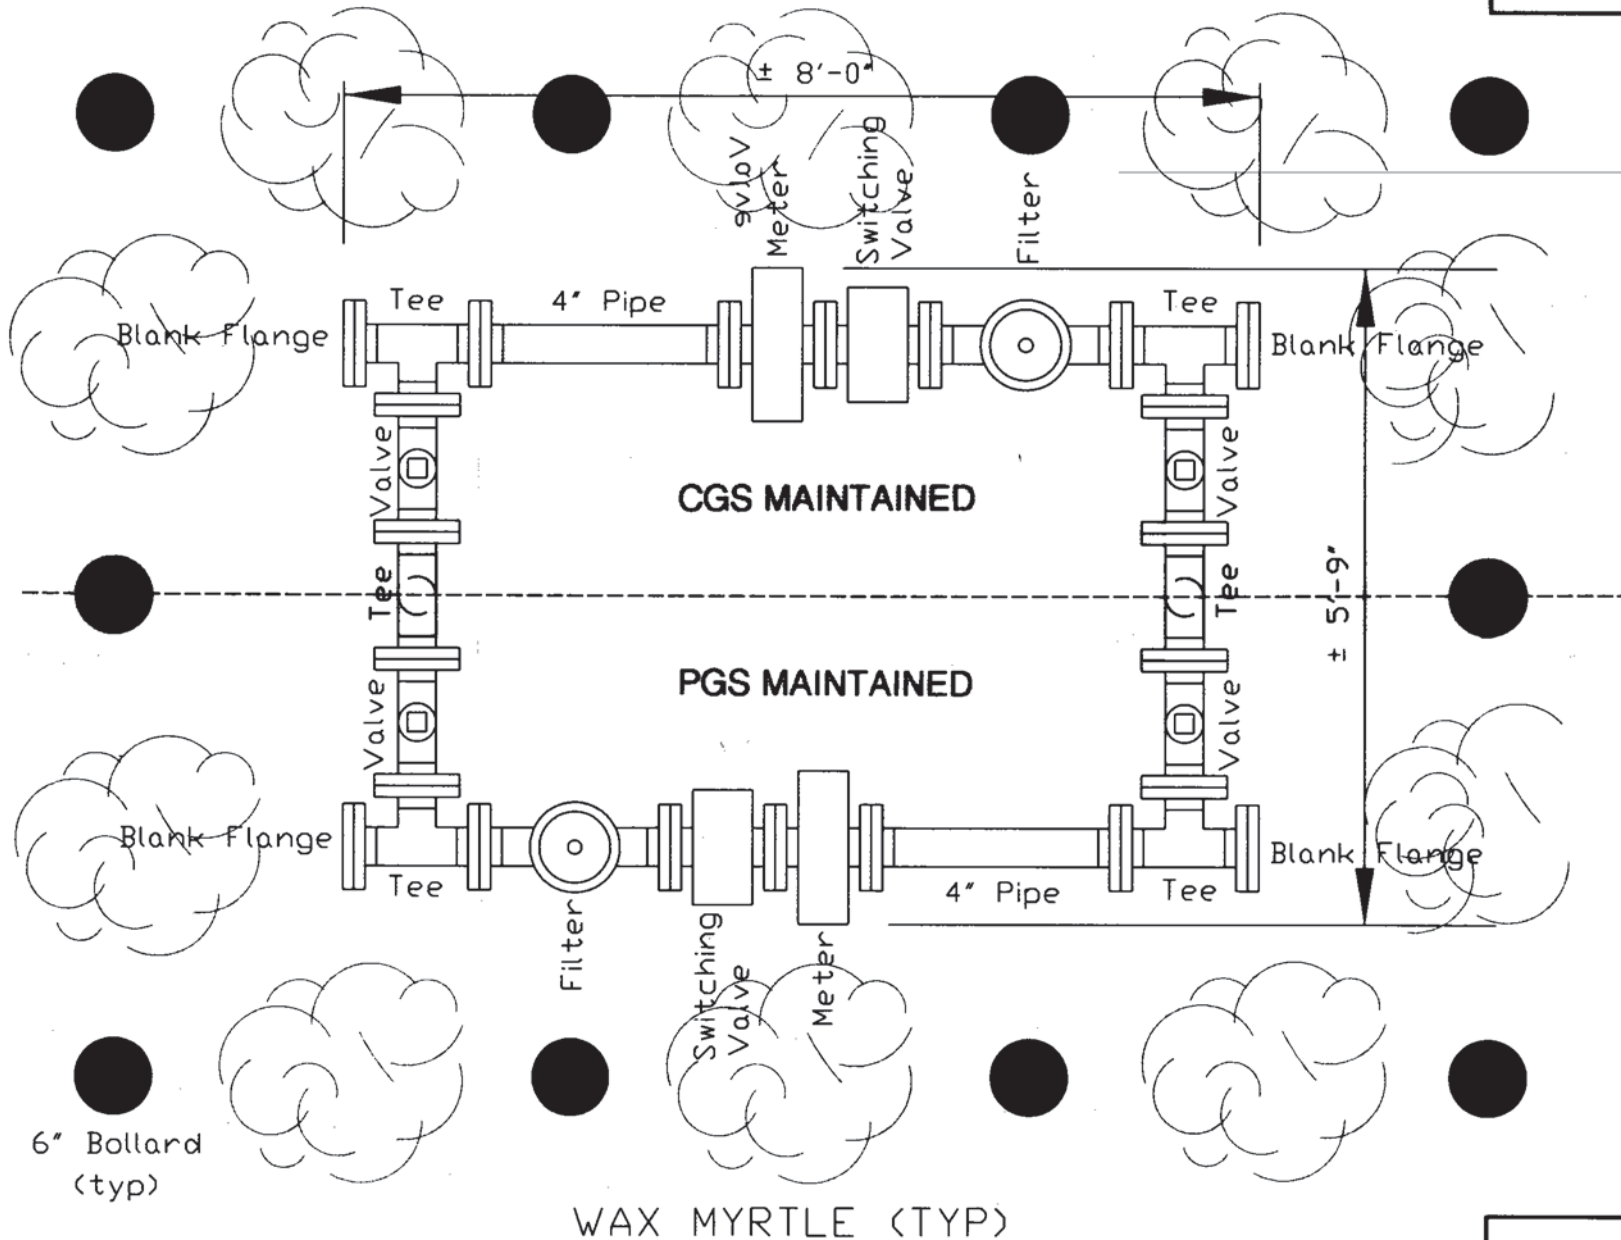 ± 8'-0"
Valve
Meter
Switching
Valve
Filter
Tee
4" Pipe
Tee
Blank Flange
Blank Flange
Valve
Valve
CGS MAINTAINED
Tee
Tee
± 5'-9"
PGS MAINTAINED
Valve
Valve
Blank Flange
Blank Flange
Tee
4" Pipe
Tee
Filter
Switching
Valve
Meter
6" Bollard
(typ)
WAX MYRTLE (TYP)